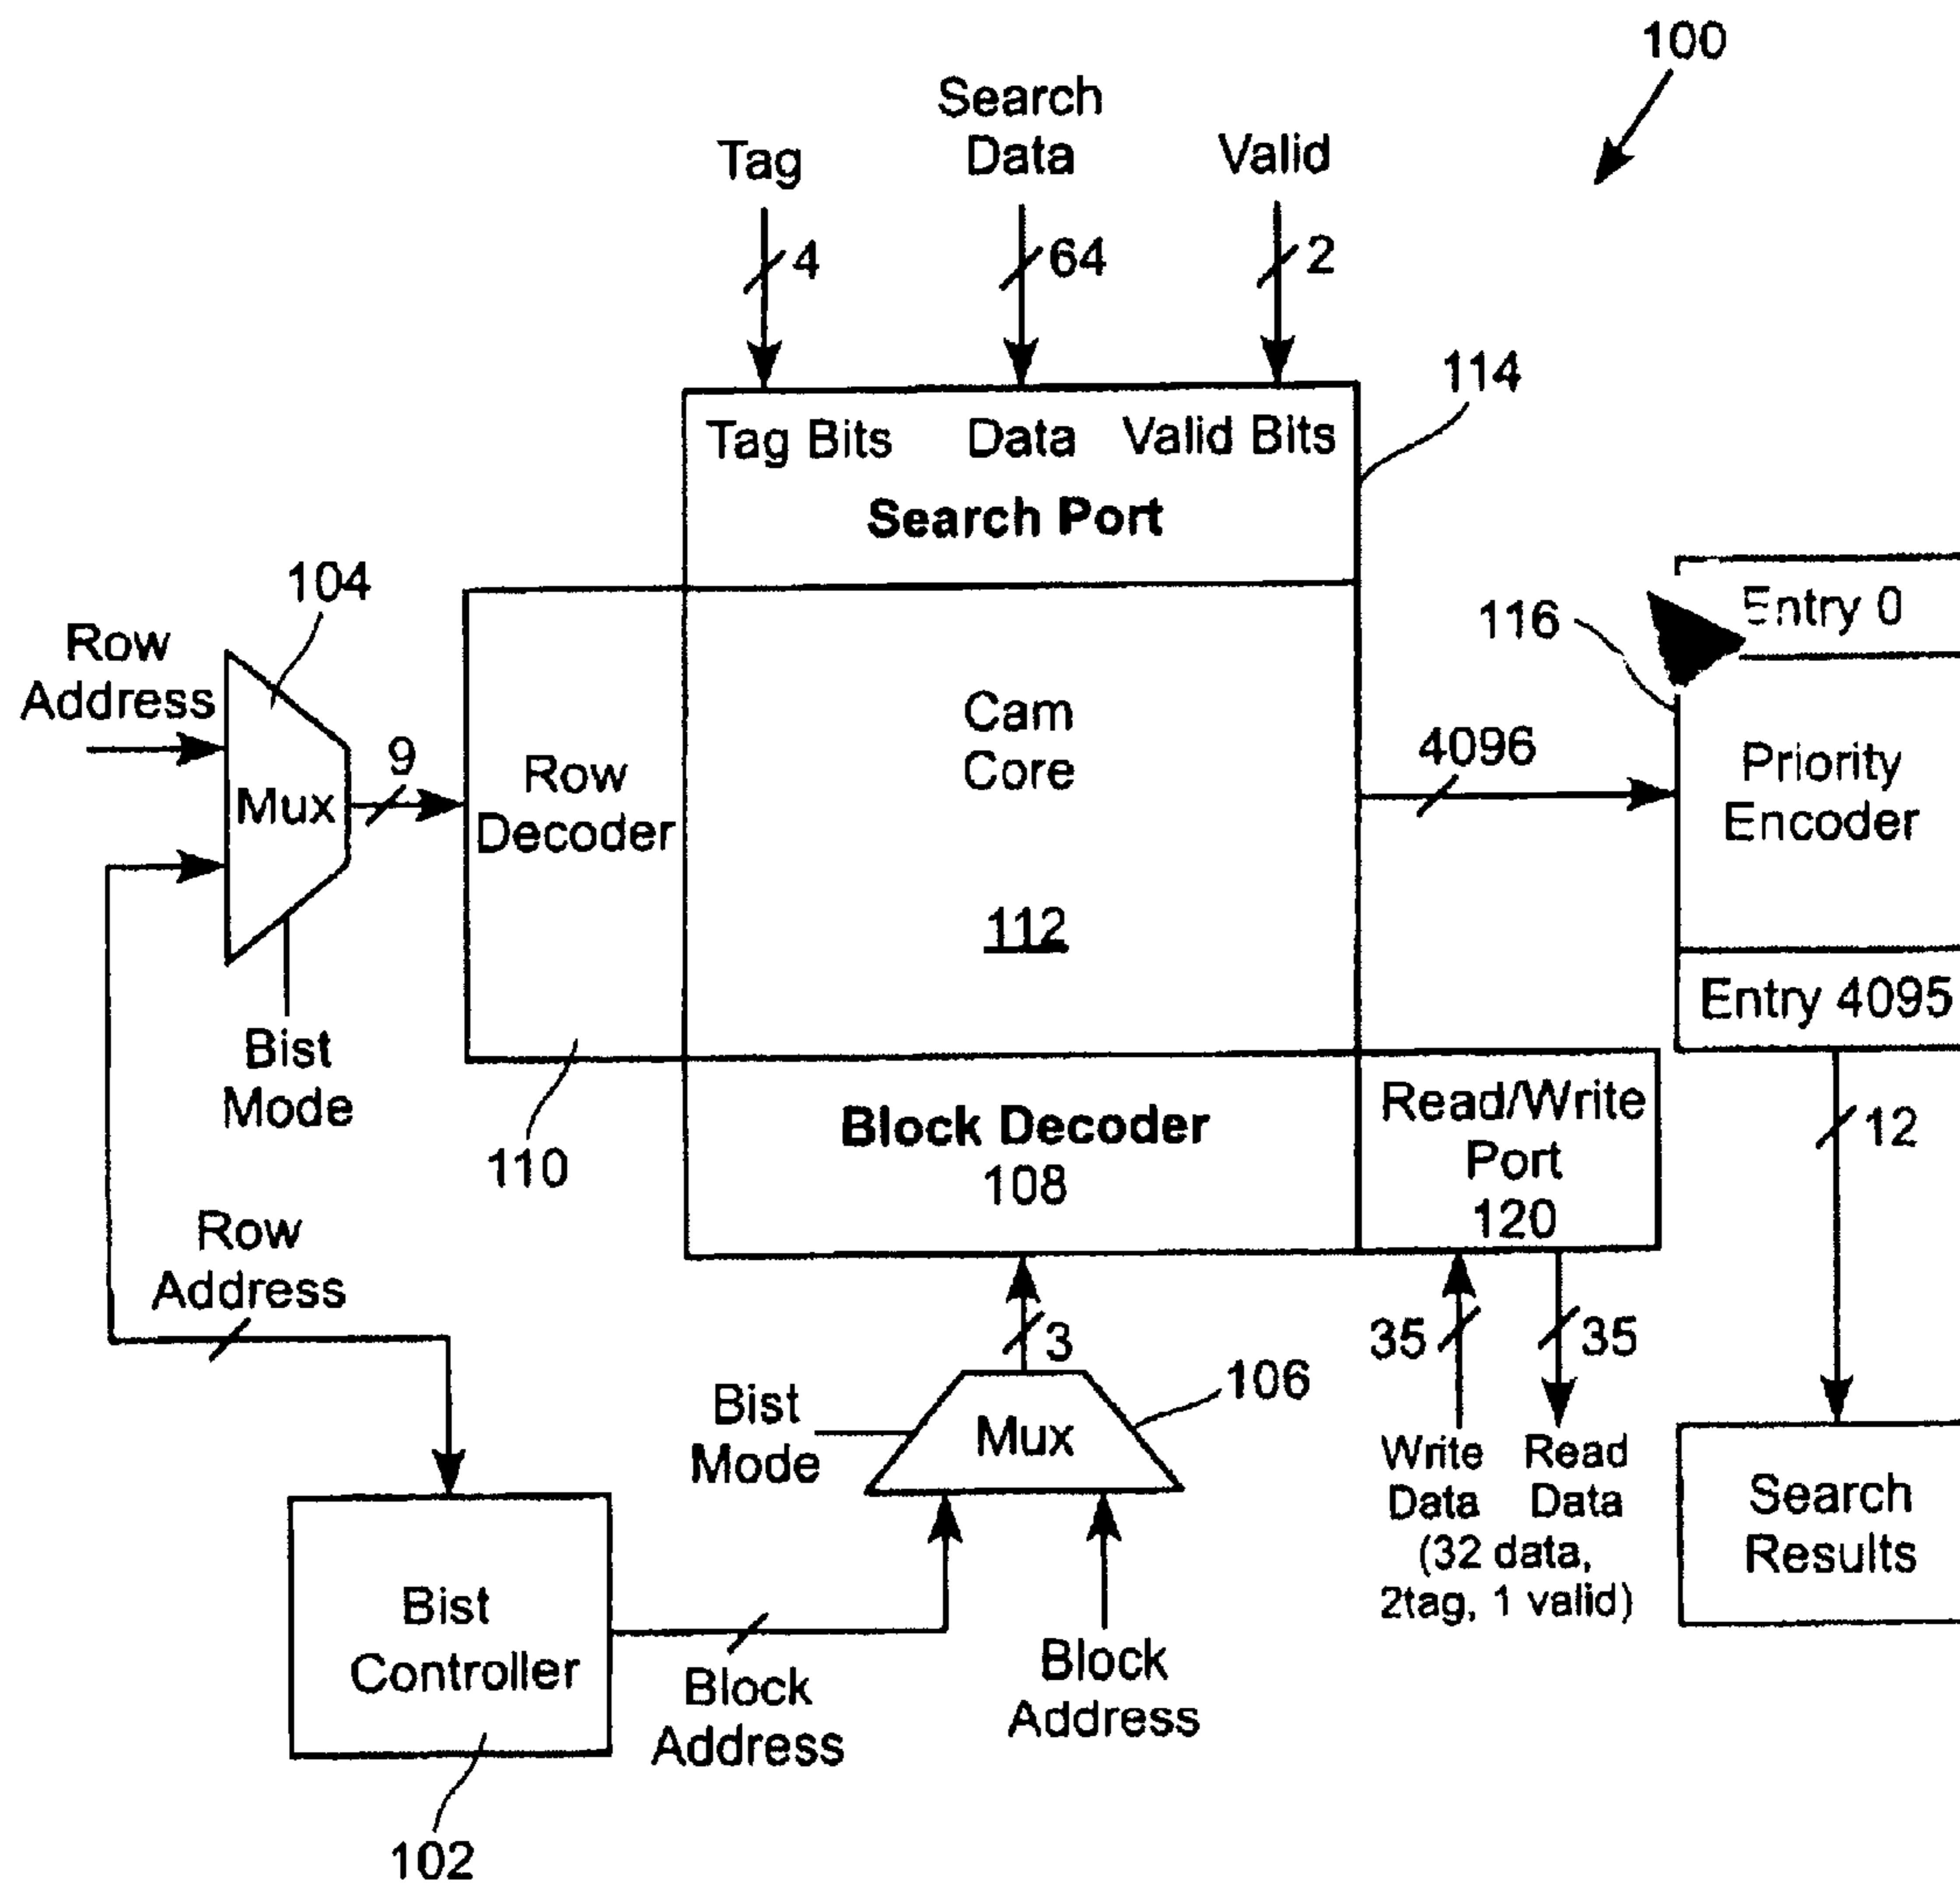 100
Search
Data
Tag
Valid
4
64
2
114
Tag Bits
Data
Valid Bits
Search Port
104
Row
Address
Mux
9
Row
Decoder
Cam
Core
112
4096
116
Entry 0
Priority
Encoder
Entry 4095
Bist
Mode
110
Block Decoder
108
Read/Write
Port
120
12
Row
Address
3
35
35
106
Bist
Mode
Mux
Write
Data
Read
Data
(32 data,
2tag, 1 valid)
Search
Results
Bist
Controller
Block
Address
Block
Address
102